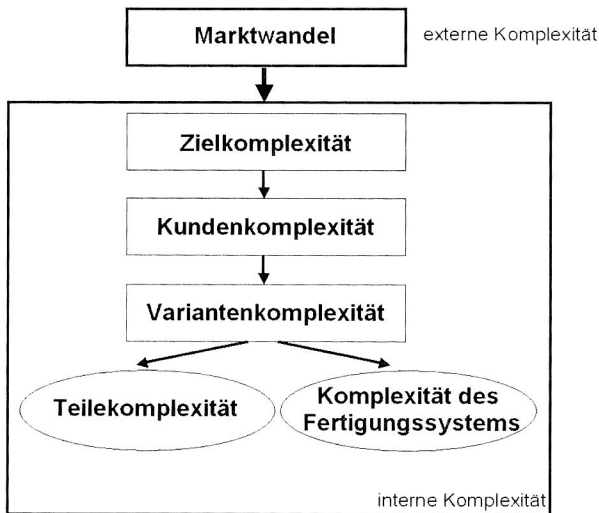 Marktwandel
externe Komplexität
Zielkomplexität
Kundenkomplexität
Variantenkomplexität
Teilekomplexität
Komplexität des
Fertigungssystems
interne Komplexität